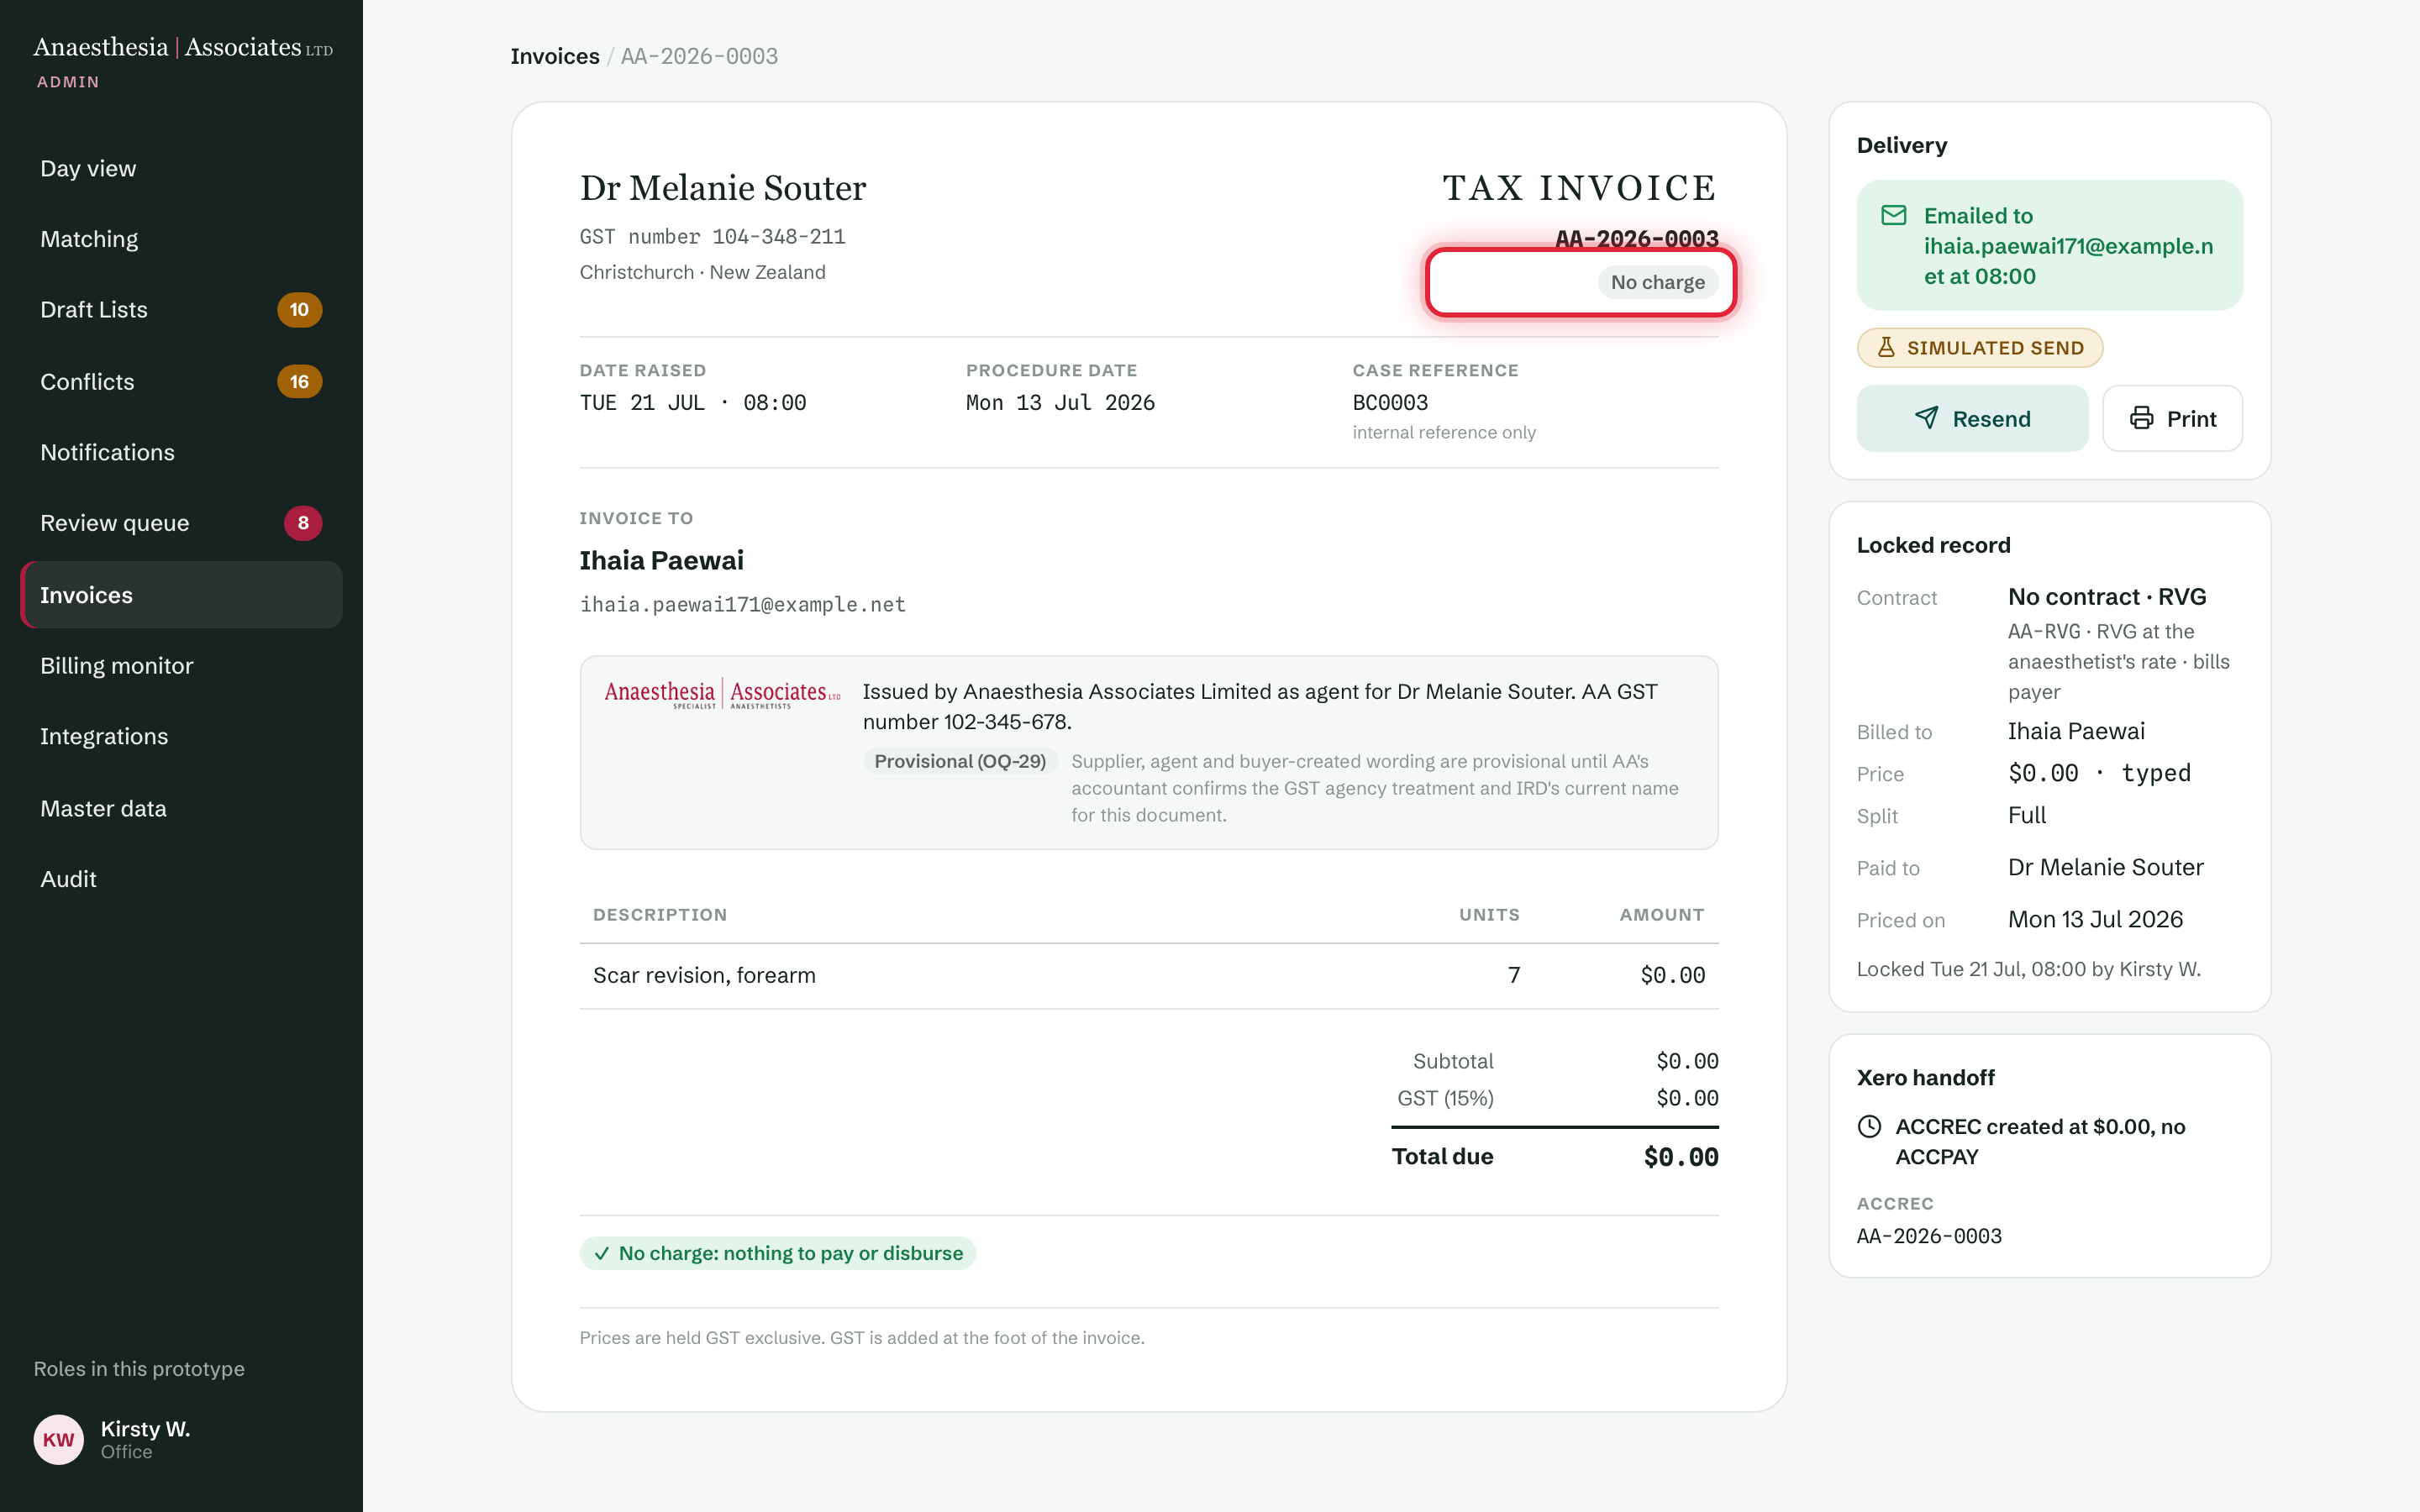 Anaesthesia | Associates LTD
ADMIN
Day view
Matching
Draft Lists 10
Conflicts 16
Notifications
Review queue 8
Invoices
Billing monitor
Integrations
Master data
Audit
Roles in this prototype
KW
Kirsty W.
Office
Invoices / AA-2026-0003
Dr Melanie Souter
GST number 104-348-211
Christchurch · New Zealand
TAX INVOICE
AA-2026-0003
No charge
DATE RAISED
TUE 21 JUL · 08:00
PROCEDURE DATE
Mon 13 Jul 2026
CASE REFERENCE
BC0003
internal reference only
INVOICE TO
Ihaia Paewai
ihaia.paewai171@example.net
Anaesthesia | Associates LTD
SPECIALIST | ANAESTHETISTS
Issued by Anaesthesia Associates Limited as agent for Dr Melanie Souter. AA GST
number 102-345-678.
Provisional (OQ-29)
Supplier, agent and buyer-created wording are provisional until AA's
accountant confirms the GST agency treatment and IRD's current name
for this document.
DESCRIPTION UNITS AMOUNT
Scar revision, forearm 7 $0.00
Subtotal $0.00
GST (15%) $0.00
Total due $0.00
No charge: nothing to pay or disburse
Prices are held GST exclusive. GST is added at the foot of the invoice.
Delivery
Emailed to
ihaia.paewai171@example.n
et at 08:00
SIMULATED SEND
Resend
Print
Locked record
Contract No contract · RVG
AA-RVG · RVG at the
anaesthetist's rate · bills
payer
Billed to Ihaia Paewai
Price $0.00 · typed
Split Full
Paid to Dr Melanie Souter
Priced on Mon 13 Jul 2026
Locked Tue 21 Jul, 08:00 by Kirsty W.
Xero handoff
ACCREC created at $0.00, no
ACCPAY
ACCREC
AA-2026-0003